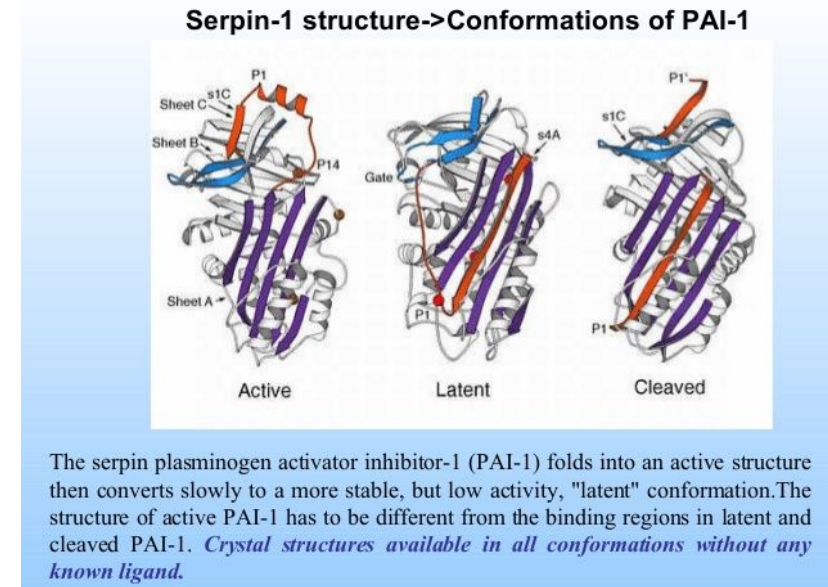 Serpin-1 structure->Conformations of PAI-1
P1
s1C
Sheet C
Sheet B
P14
Sheet A
Active
s4A
Gate
P1
Latent
P1'
s1C
P1
Cleaved
The serpin plasminogen activator inhibitor-1 (PAI-1) folds into an active structure
then converts slowly to a more stable, but low activity, "latent" conformation.The
structure of active PAI-1 has to be different from the binding regions in latent and
cleaved PAI-1. Crystal structures available in all conformations without any
known ligand.